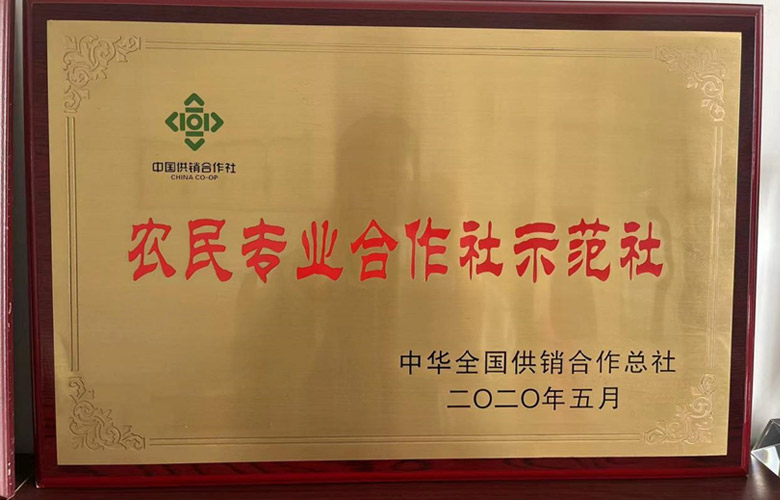 中国供销合作社
CHINA CO-OP
农民专业合作社示范社
中华全国供销合作总社
二〇二〇年五月